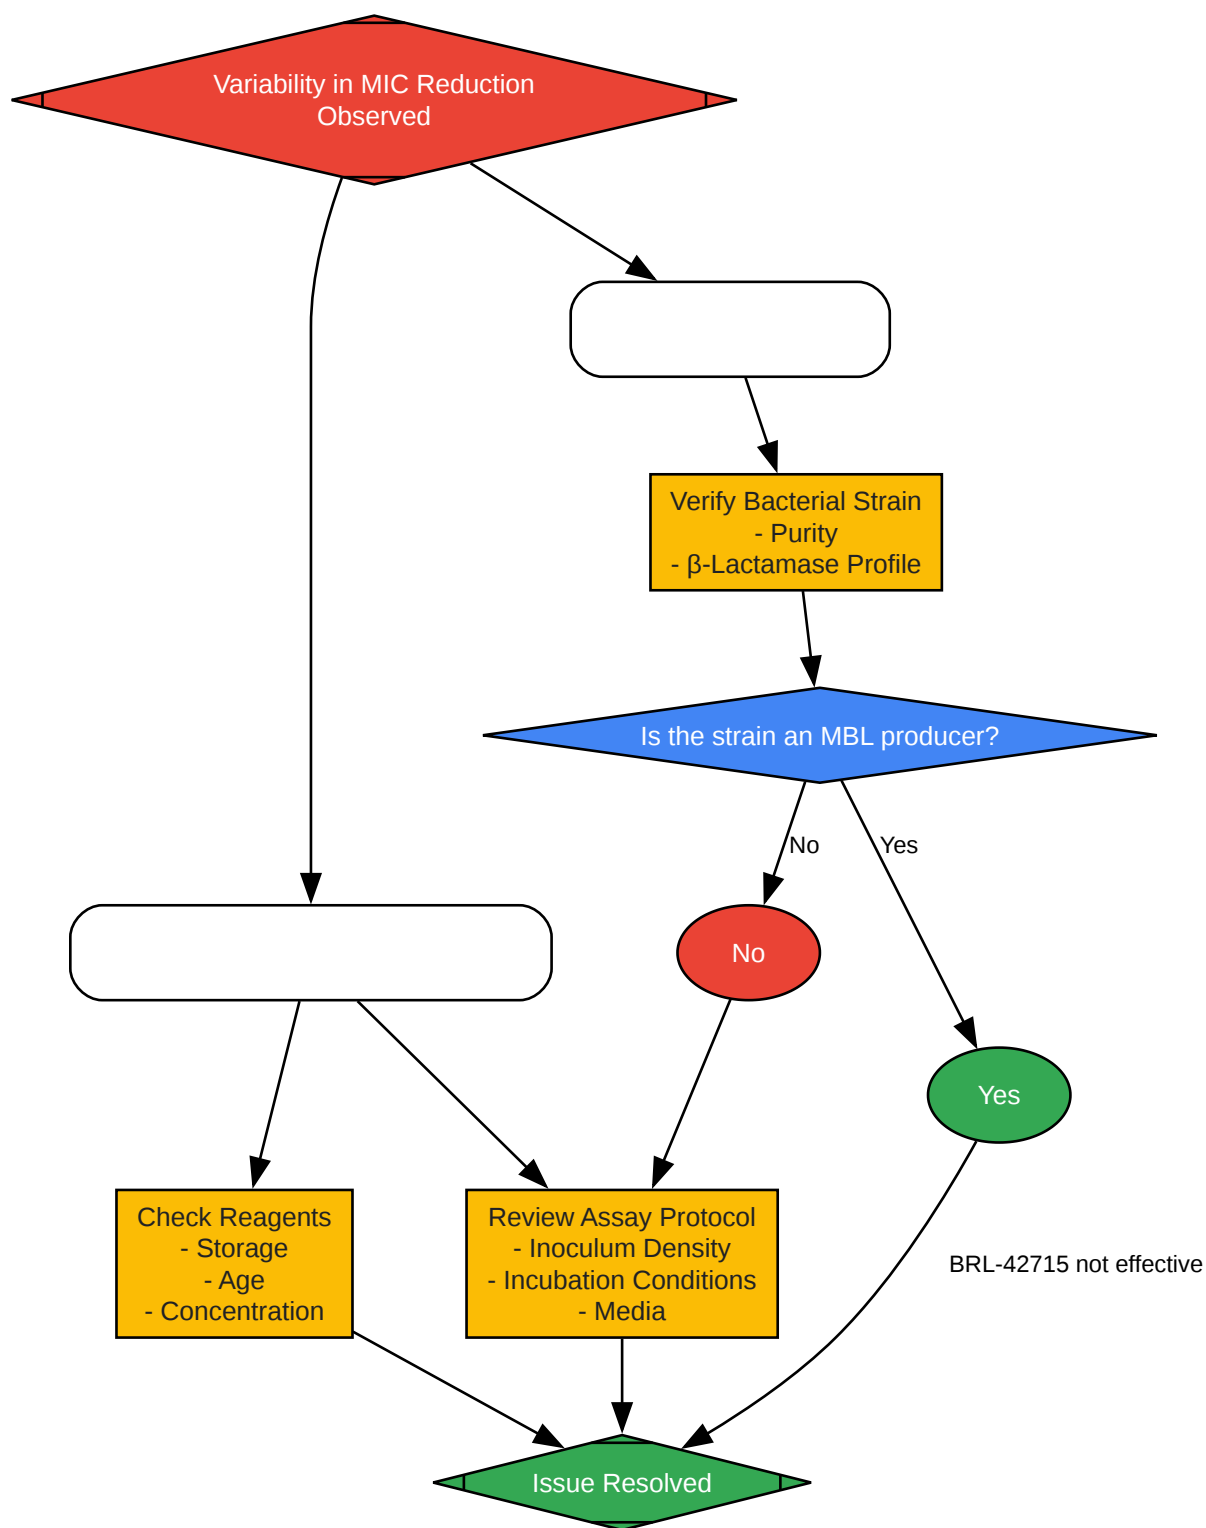 Variability in MIC Reduction
Observed
Verify Bacterial Strain
- Purity
- β-Lactamase Profile
Is the strain an MBL producer?
No
Yes
No
Yes
Check Reagents
- Storage
- Age
- Concentration
Review Assay Protocol
- Inoculum Density
- Incubation Conditions
- Media
BRL-42715 not effective
Issue Resolved